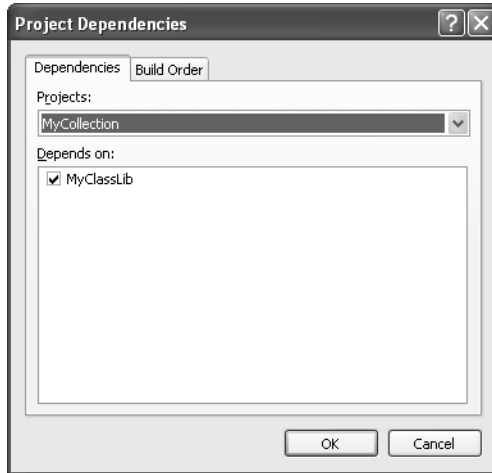 Project Dependencies
Dependencies
Build Order
Projects:
MyCollection
Depends on:
MyClassLib
OK
Cancel